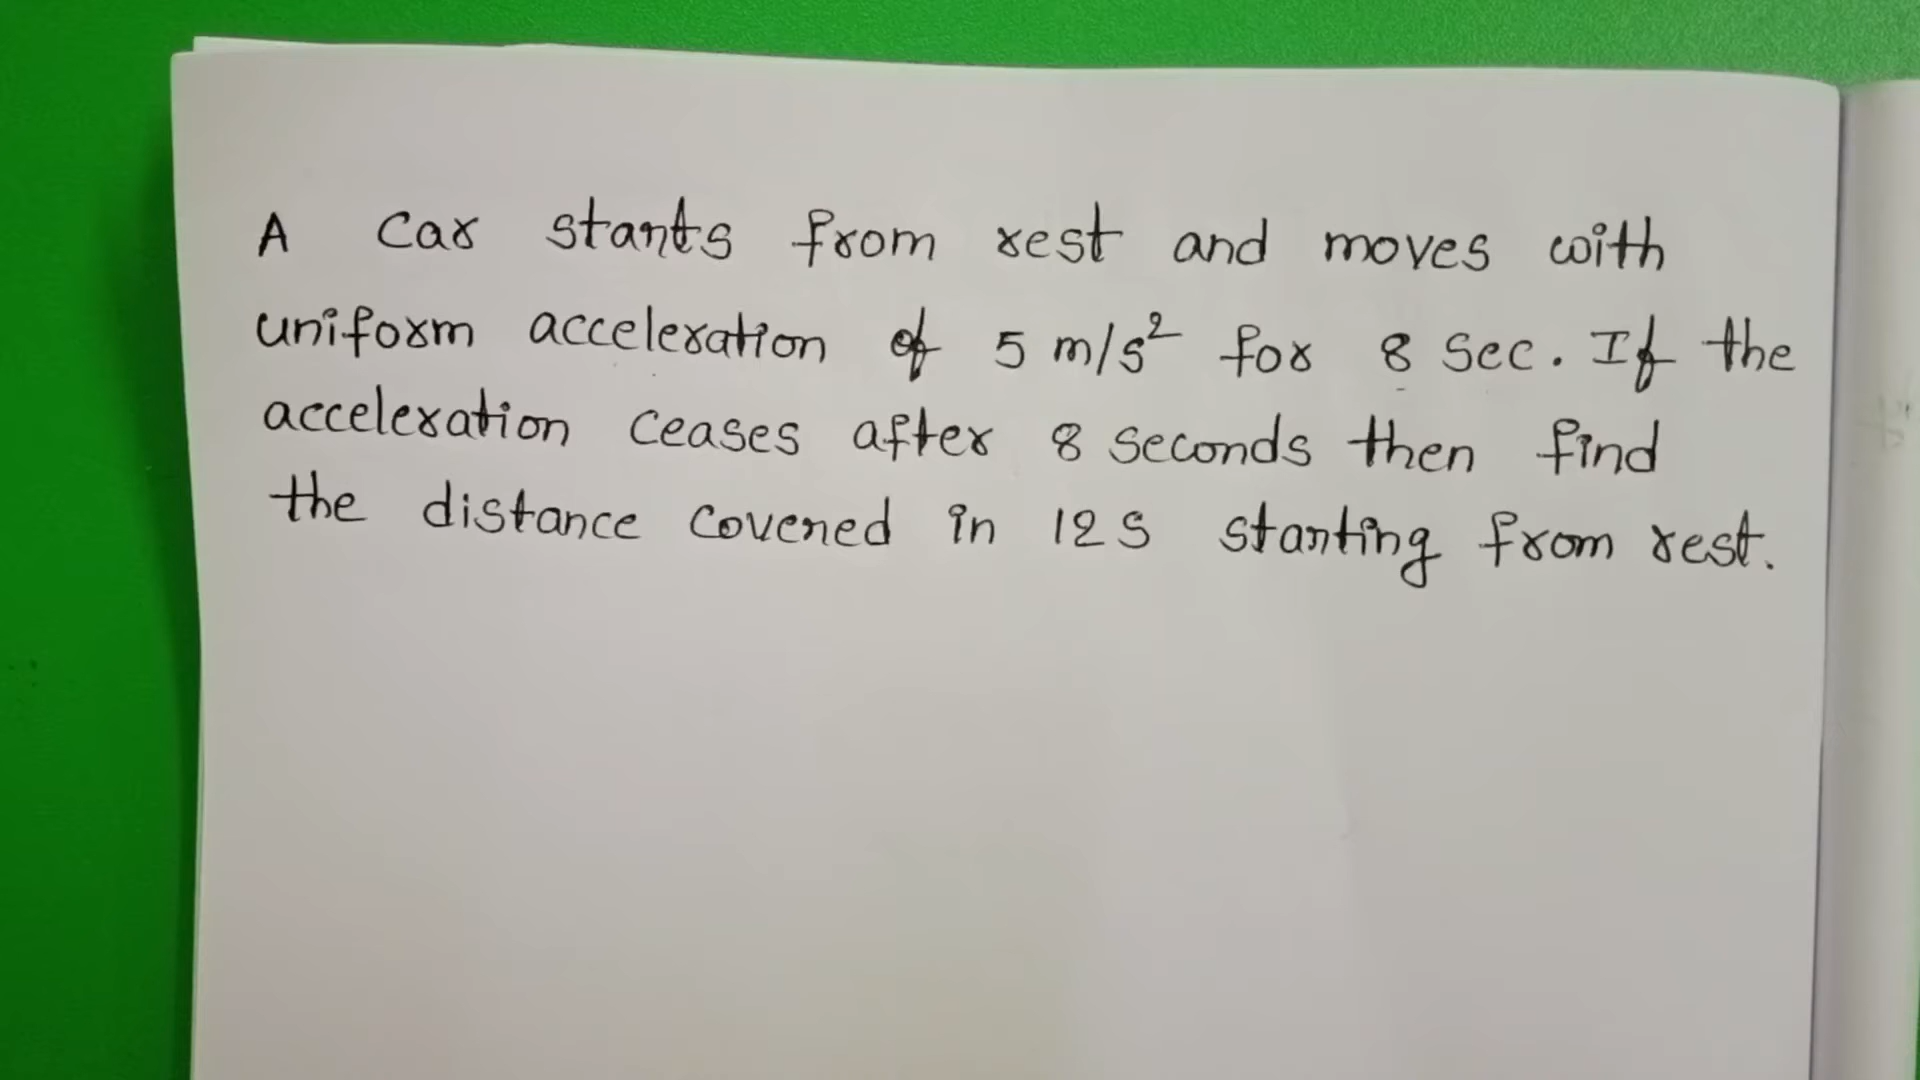 A car starts from rest and moves with
uniform acceleration of 5 m/s² for 8 sec. If the
acceleration ceases after 8 seconds then find
the distance covered in 12 s starting from rest.